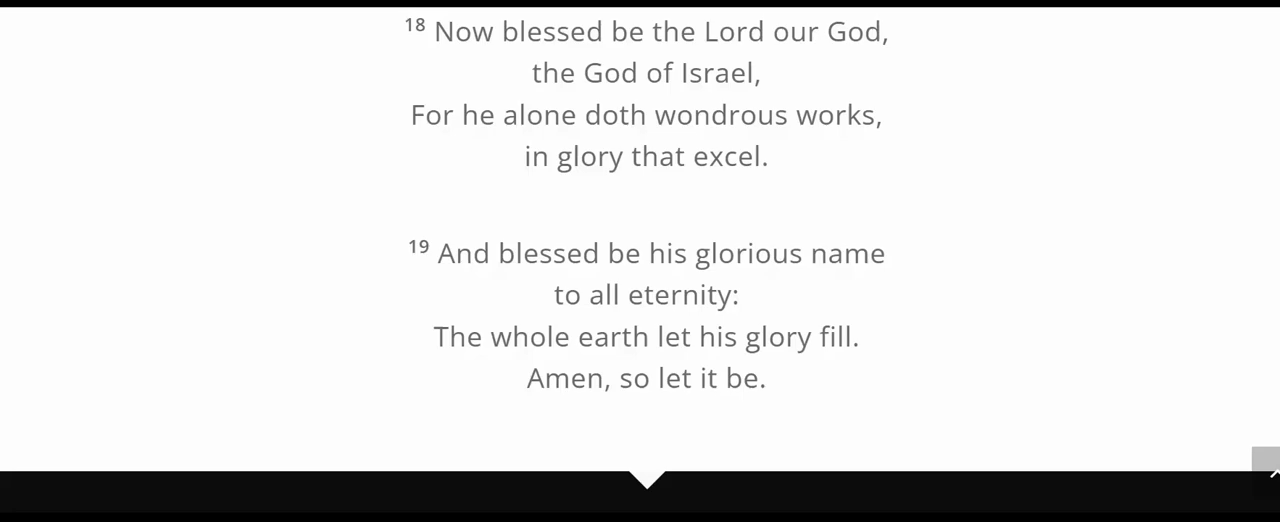 18 Now blessed be the Lord our God,
the God of Israel,
For he alone doth wondrous works,
in glory that excel.
19 And blessed be his glorious name
to all eternity:
The whole earth let his glory fill.
Amen, so let it be.